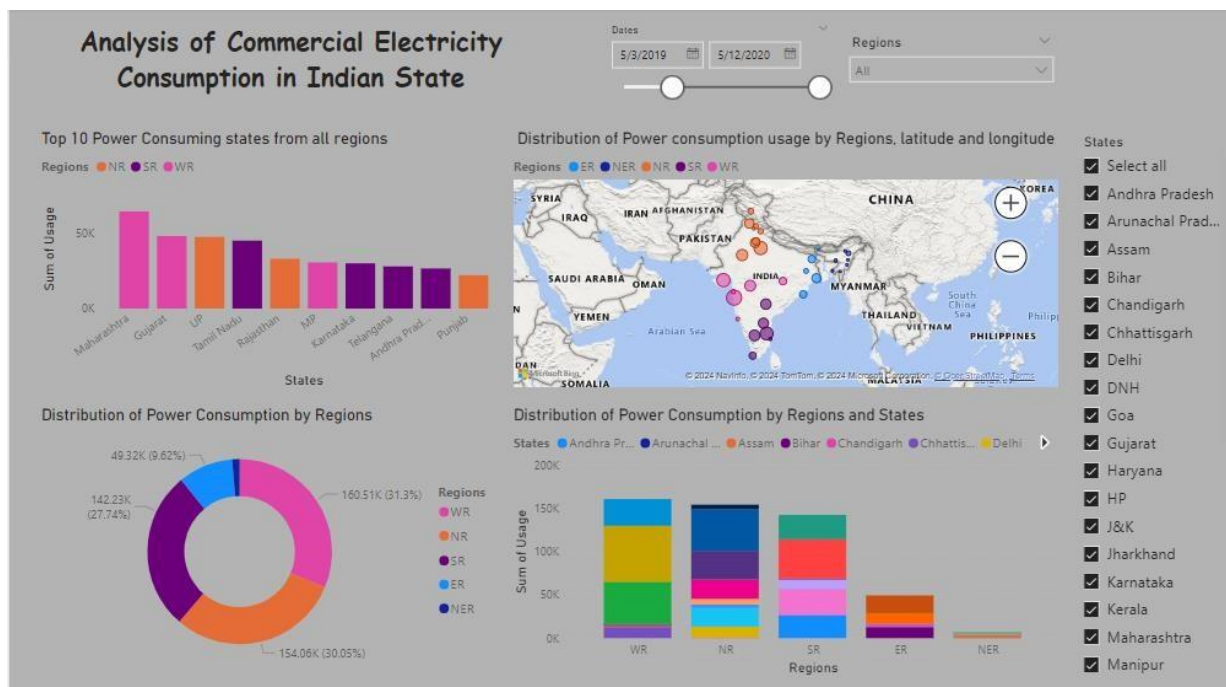 Analysis of Commercial Electricity
Consumption in Indian State
Dates
5/3/2019 5/12/2020
Regions
All
Top 10 Power Consuming states from all regions
Regions NR SR WR
Sum of Usage
50K
0K
Maharashtra
Gujarat
UP
Tamil Nadu
Rajasthan
MP
Karnataka
Telangana
Andhra Prad...
Punjab
States
Distribution of Power consumption usage by Regions, latitude and longitude
Regions ER NER NR SR WR
SYRIA
IRAQ
IRAN
AFGHANISTAN
PAKISTAN
CHINA
KOREA
SAUDI ARABIA
OMAN
INDIA
MYANMAR
YEMEN
Arabian Sea
THAILAND
VIETNAM
South
China
Sea
PHILIPPINES
Philipp
DAN
SOMALIA
MALAYSIA
Microsoft Bing
© 2024 NavInfo, © 2024 TomTom, © 2024 Microsoft Corporation, © OpenStreetMap Terms
Distribution of Power Consumption by Regions
49.32K (9.62%)
142.23K
(27.74%)
160.51K (31.3%)
154.06K (30.05%)
Regions
WR
NR
SR
ER
NER
Distribution of Power Consumption by Regions and States
States Andhra Pr... Arunachal ... Assam Bihar Chandigarh Chhattis... Delhi
Sum of Usage
200K
150K
100K
50K
0K
WR NR SR ER NER
Regions
States
Select all
Andhra Pradesh
Arunachal Prad...
Assam
Bihar
Chandigarh
Chhattisgarh
Delhi
DNH
Goa
Gujarat
Haryana
HP
J&K
Jharkhand
Karnataka
Kerala
Maharashtra
Manipur